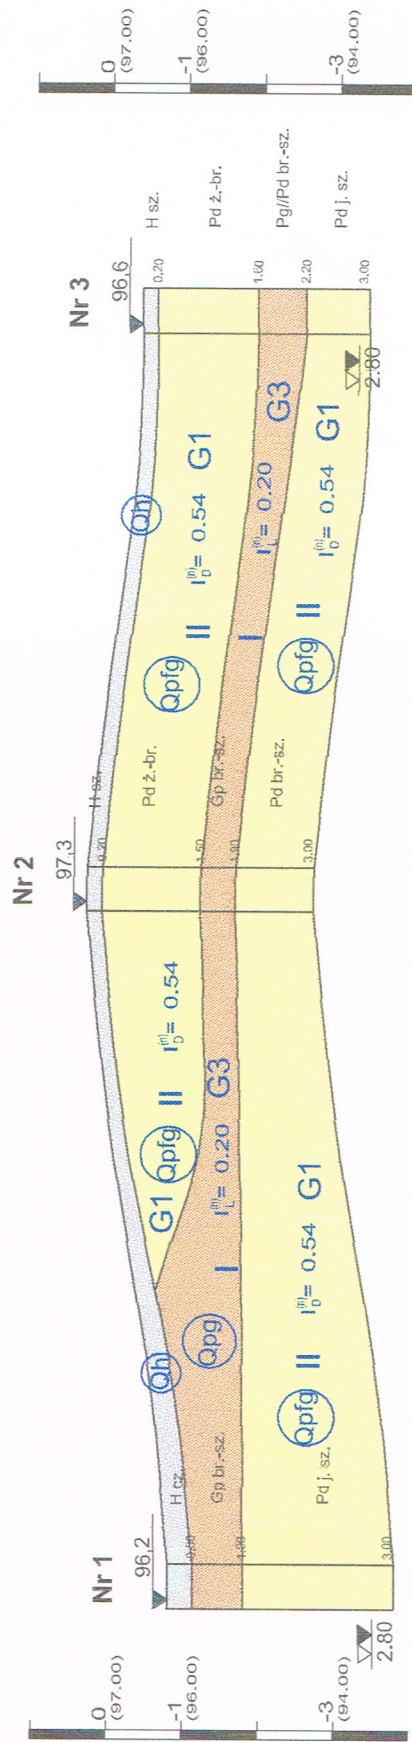 Nr 1
96,2
Nr 2
97,3
Nr 3
96,6
0
(97.00)
-1
(96.00)
-3
(94.00)
H cz.
Gp br.-sz.
Pd j. sz.
1.00
3.00
2.80
Qh
Qpg
I
I_L^(n)= 0.20
G3
G1
Qpfg
II
I_D^(n)= 0.54
Qpfg
II
I_D^(n)= 0.54
G1
H sz.
Pd ż.-br.
Gp br.-sz.
Pd br.-sz.
0.20
1.50
3.00
Qh
Qpfg
II
I_D^(n)= 0.54
G1
I
I_L^(n)= 0.20
G3
Qpfg
II
I_D^(n)= 0.54
G1
0.20
1.60
2.20
3.00
2.80
H sz.
Pd ż.-br.
Pg//Pd br.-sz.
Pd j. sz.
0
(97.00)
-1
(96.00)
-3
(94.00)